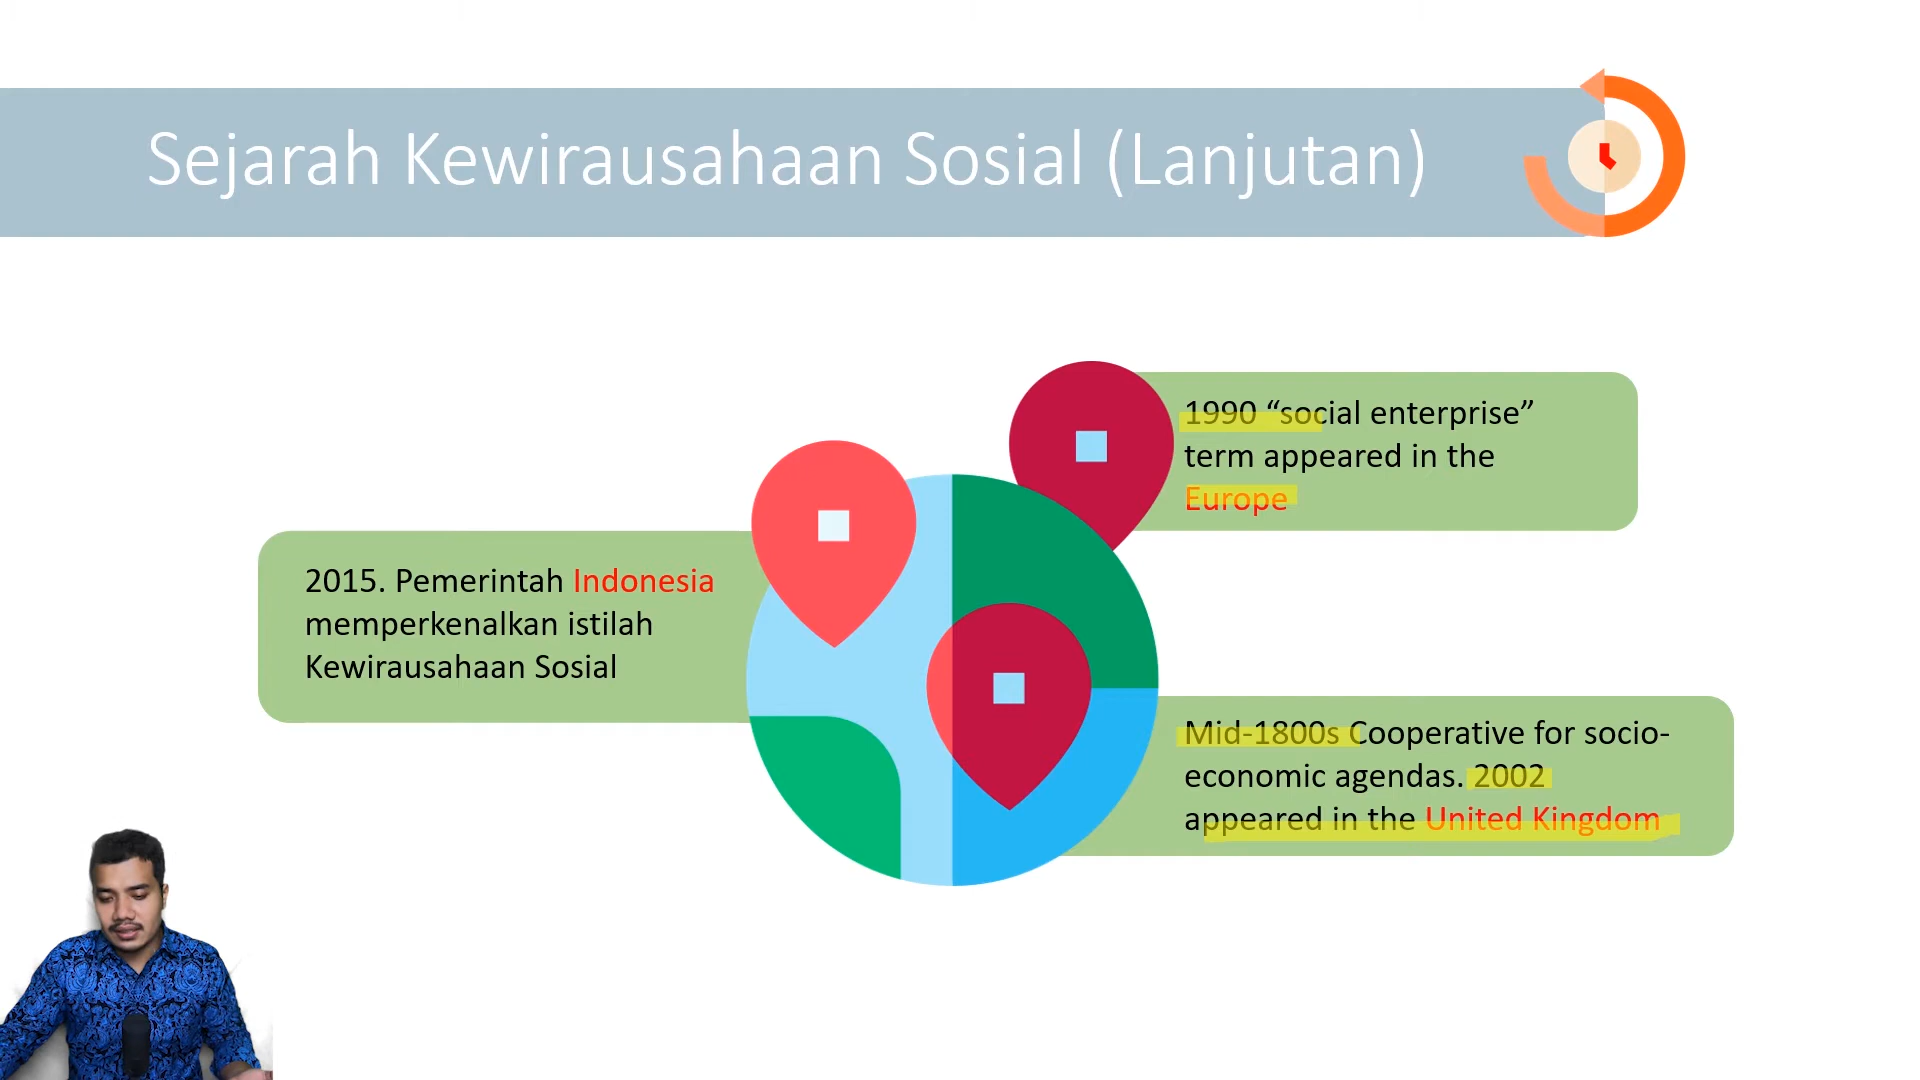 Sejarah Kewirausahaan Sosial (Lanjutan)
1990 “social enterprise”
term appeared in the
Europe
2015. Pemerintah Indonesia
memperkenalkan istilah
Kewirausahaan Sosial
Mid-1800s Cooperative for socio-
economic agendas. 2002
appeared in the United Kingdom